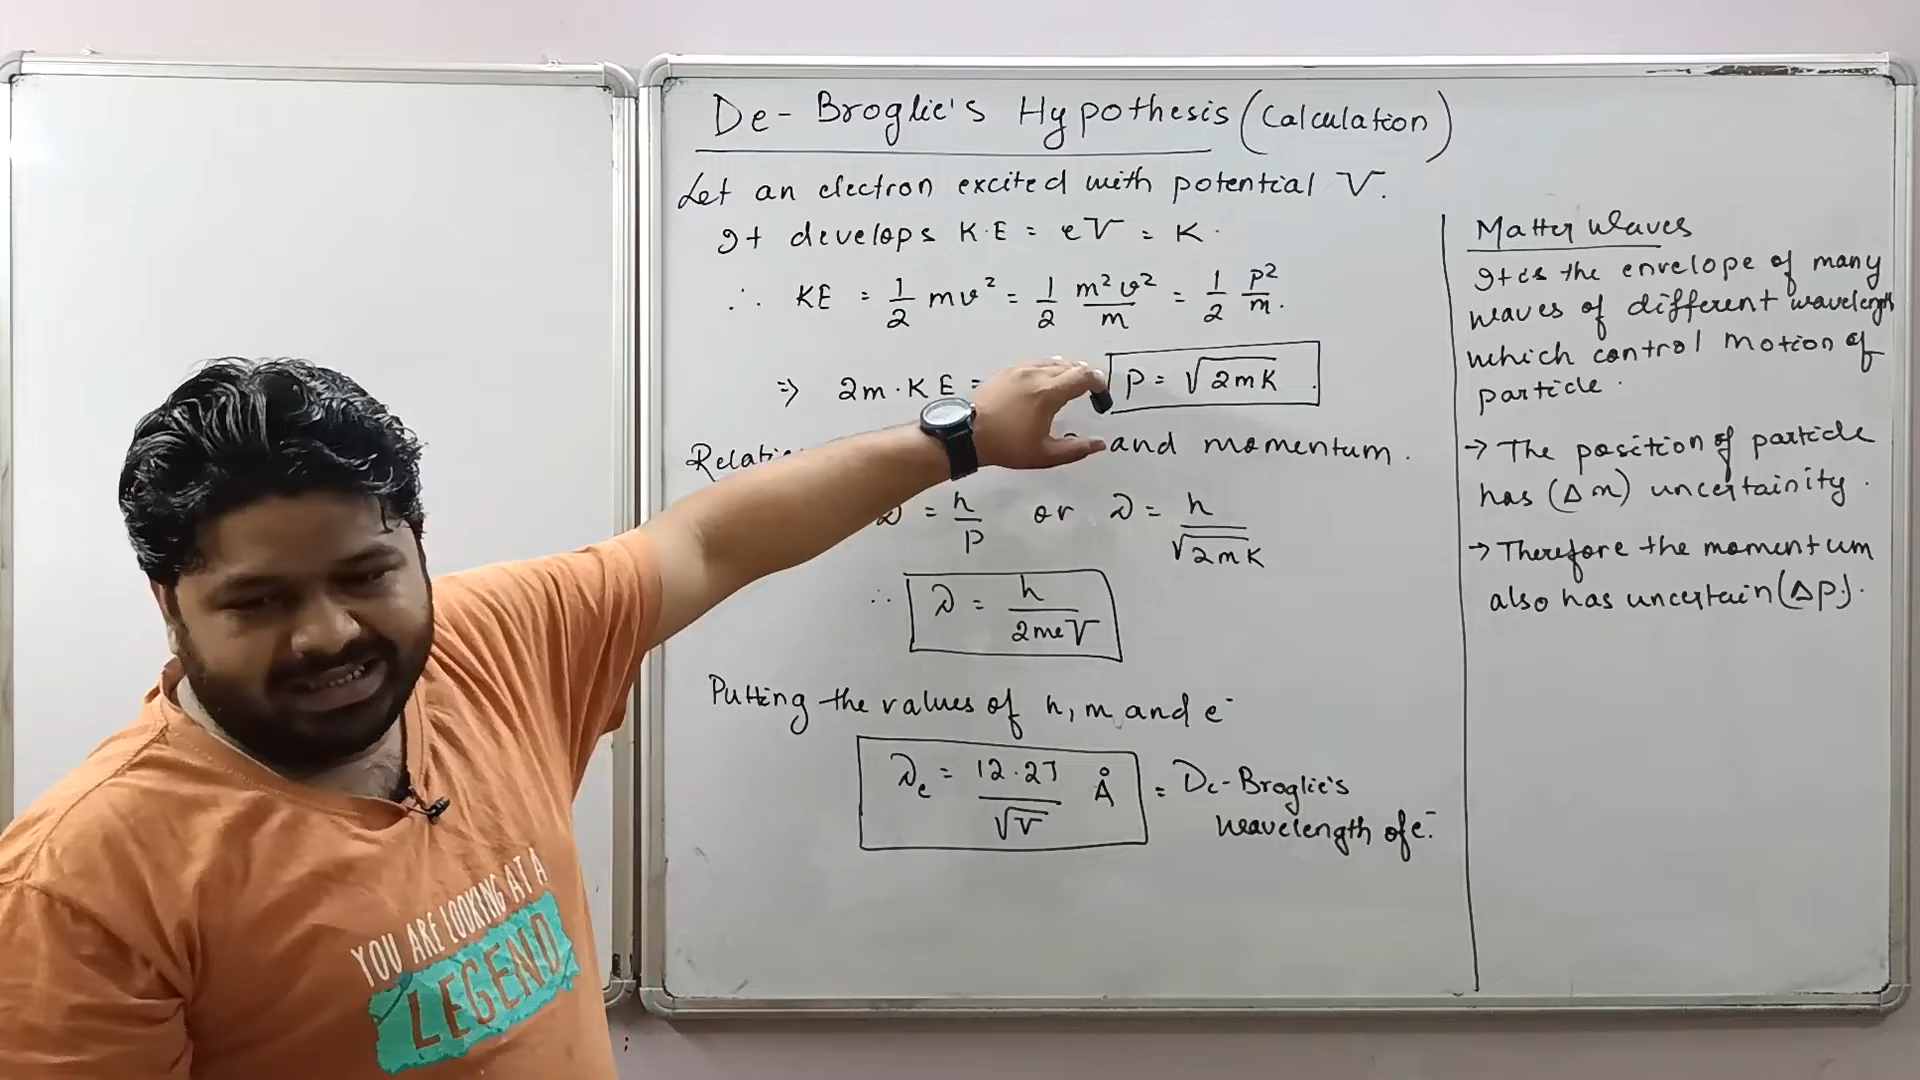 De-Broglie's Hypothesis (Calculation)
Let an electron excited with potential V.
It develops K.E = eV = K.
∴ KE = 1/2 mv² = 1/2 m²v²/m = 1/2 p²/m.
⇒ 2m.KE = P = √2mK .
and momentum.
λ = h/P or λ = h/√2mK
∴ λ = h/2meV
Putting the values of h, m and e⁻
λe = 12.27/√V Å = De-Broglie's
wavelength of e⁻.
Matter Waves
It is the envelope of many
waves of different wavelength
which control motion of
particle.
→ The position of particle
has (Δx) uncertainity.
→ Therefore the momentum
also has uncertain (Δp).
YOU ARE LOOKING AT A
LEGEND